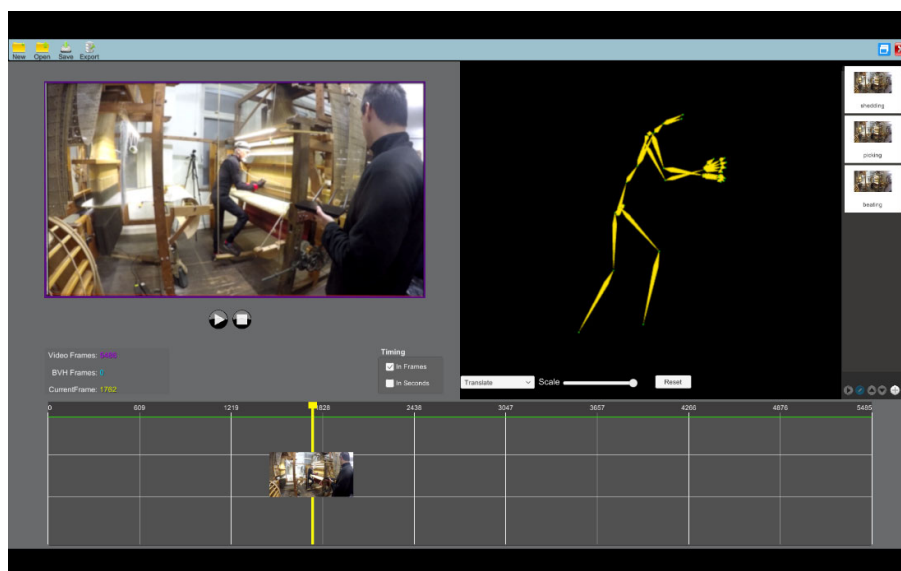 New Open Save Export
shedding
picking
beating
Video Frames: 5486
BVH Frames: 0
CurrentFrame: 1762
Timing
In Frames
In Seconds
Translate Scale Reset
0 609 1219 1828 2438 3047 3657 4266 4876 5485